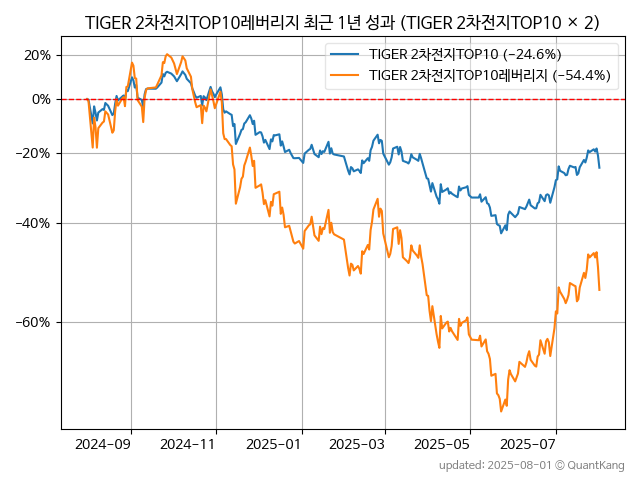 TIGER 2차전지TOP10레버리지 최근 1년 성과 (TIGER 2차전지TOP10 × 2)
TIGER 2차전지TOP10 (−24.6%)
TIGER 2차전지TOP10레버리지 (−54.4%)
20%
0%
−20%
−40%
−60%
2024-09
2024-11
2025-01
2025-03
2025-05
2025-07
updated: 2025-08-01 © QuantKang